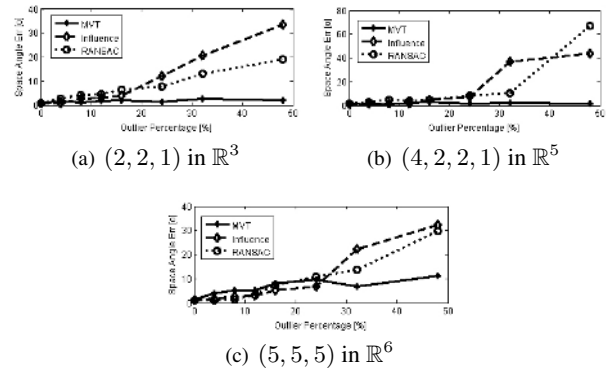 Space Angle Err [d]
40
30
20
10
0
MVT
Influence
RANSAC
0 10 20 30 40 50
Outlier Percentage [%]
(a) (2, 2, 1) in ℝ³
Space Angle Err [d]
80
60
40
20
0
MVT
Influence
RANSAC
0 10 20 30 40 50
Outlier Percentage [%]
(b) (4, 2, 2, 1) in ℝ⁵
Space Angle Err [d]
40
30
20
10
0
MVT
Influence
RANSAC
0 10 20 30 40 50
Outlier Percentage [%]
(c) (5, 5, 5) in ℝ⁶